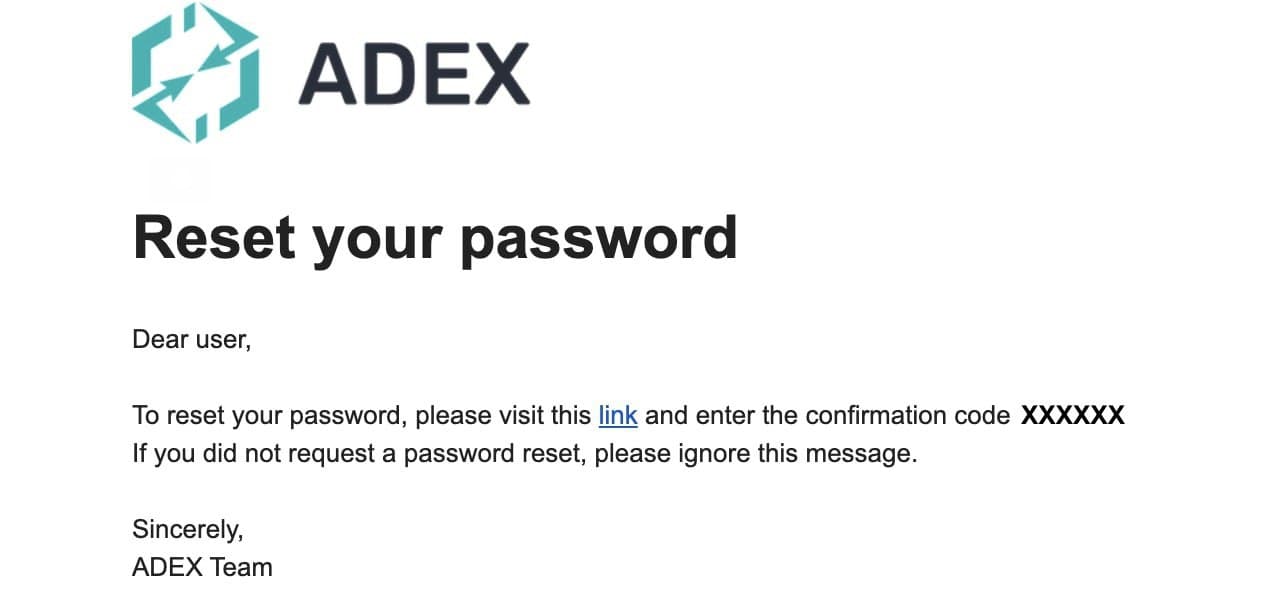 ADEX
Reset your password
Dear user,
To reset your password, please visit this link and enter the confirmation code XXXXXX
If you did not request a password reset, please ignore this message.
Sincerely,
ADEX Team